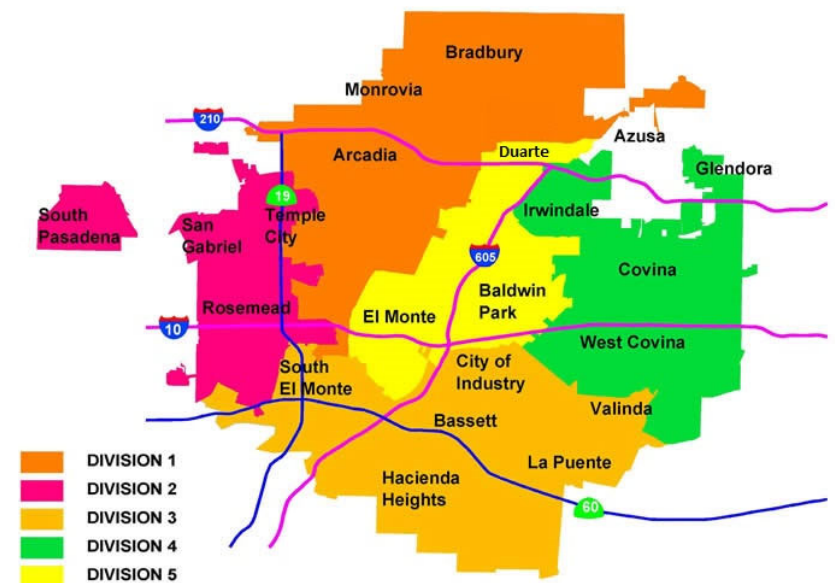 Bradbury
Monrovia
210
Azusa
Arcadia
Duarte
Glendora
19
South
Pasadena
San
Gabriel
Temple
City
Irwindale
605
Covina
Rosemead
El Monte
Baldwin
Park
10
West Covina
South
El Monte
City of
Industry
Valinda
Bassett
La Puente
Hacienda
Heights
60
DIVISION 1
DIVISION 2
DIVISION 3
DIVISION 4
DIVISION 5